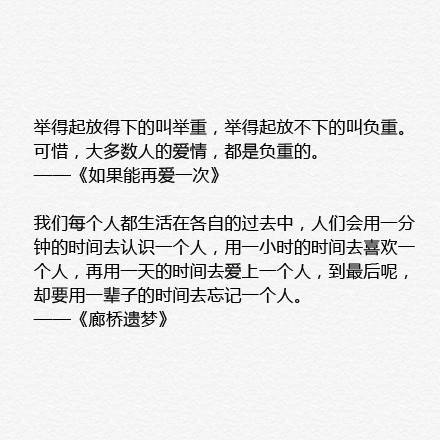 举得起放得下的叫举重，举得起放不下的叫负重。
可惜，大多数人的爱情，都是负重的。
——《如果能再爱一次》
我们每个人都生活在各自的过去中，人们会用一分
钟的时间去认识一个人，用一小时的时间去喜欢一
个人，再用一天的时间去爱上一个人，到最后呢，
却要用一辈子的时间去忘记一个人。
——《廊桥遗梦》